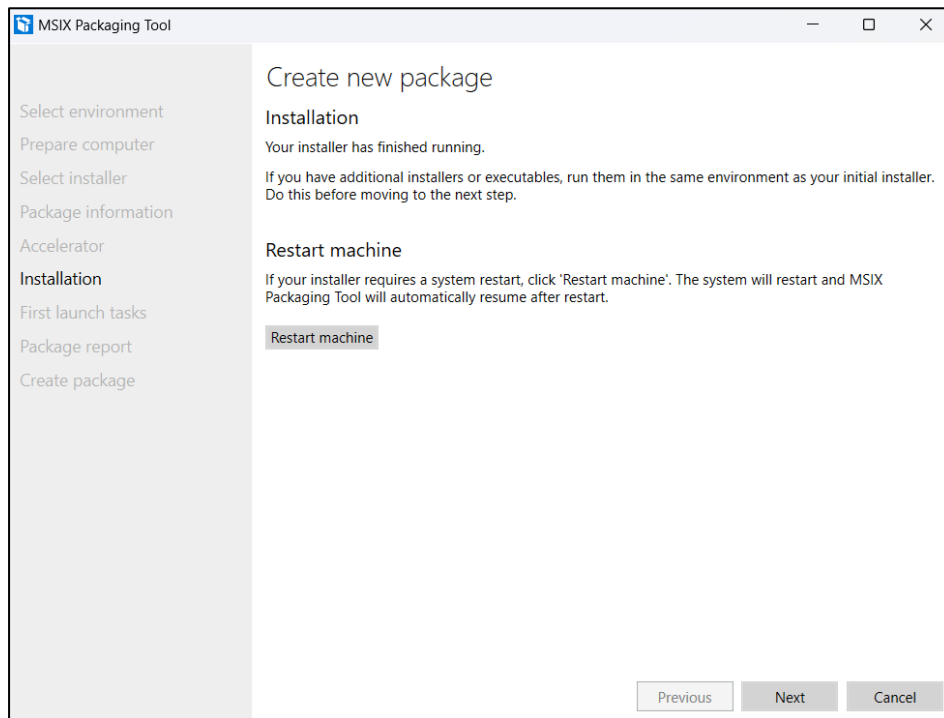 MSIX Packaging Tool
Select environment
Prepare computer
Select installer
Package information
Accelerator
Installation
First launch tasks
Package report
Create package
Create new package
Installation
Your installer has finished running.
If you have additional installers or executables, run them in the same environment as your initial installer.
Do this before moving to the next step.
Restart machine
If your installer requires a system restart, click 'Restart machine'. The system will restart and MSIX
Packaging Tool will automatically resume after restart.
Restart machine
Previous
Next
Cancel